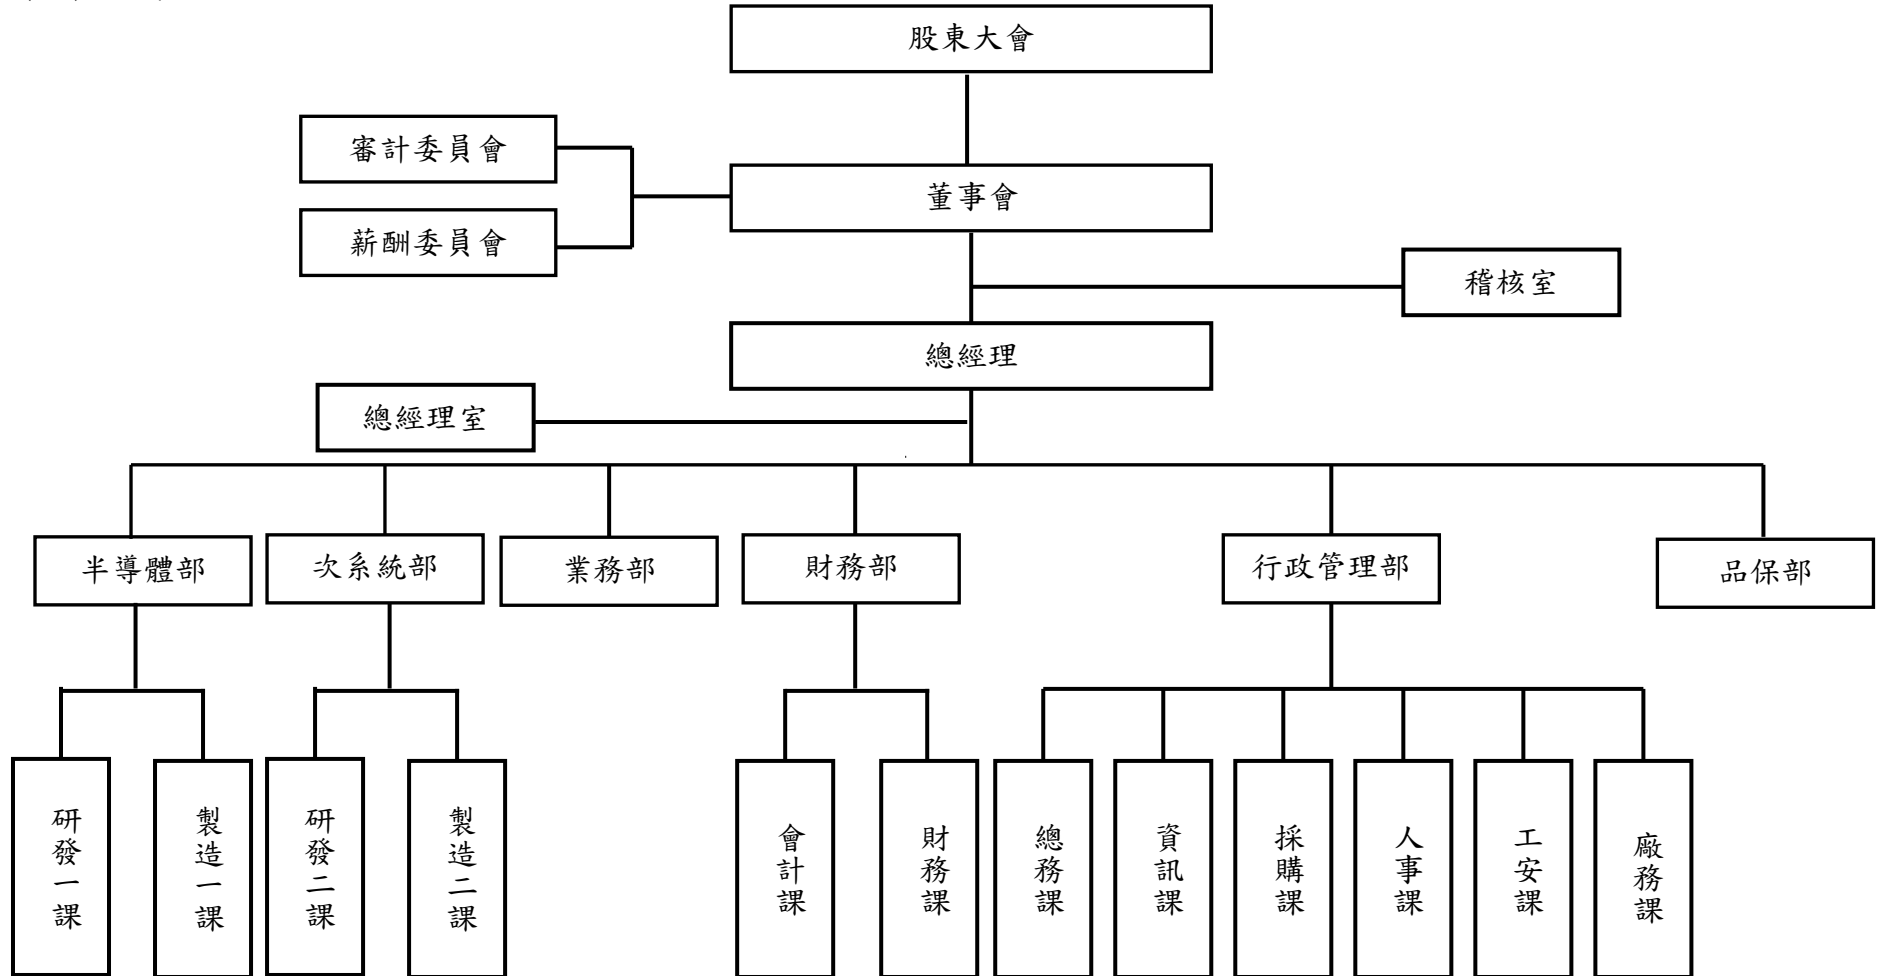 股東大會
審計委員會
董事會
薪酬委員會
稽核室
總經理
總經理室
半導體部
次系統部
業務部
財務部
行政管理部
品保部
研發一課
製造一課
研發二課
製造二課
會計課
財務課
總務課
資訊課
採購課
人事課
工安課
廠務課